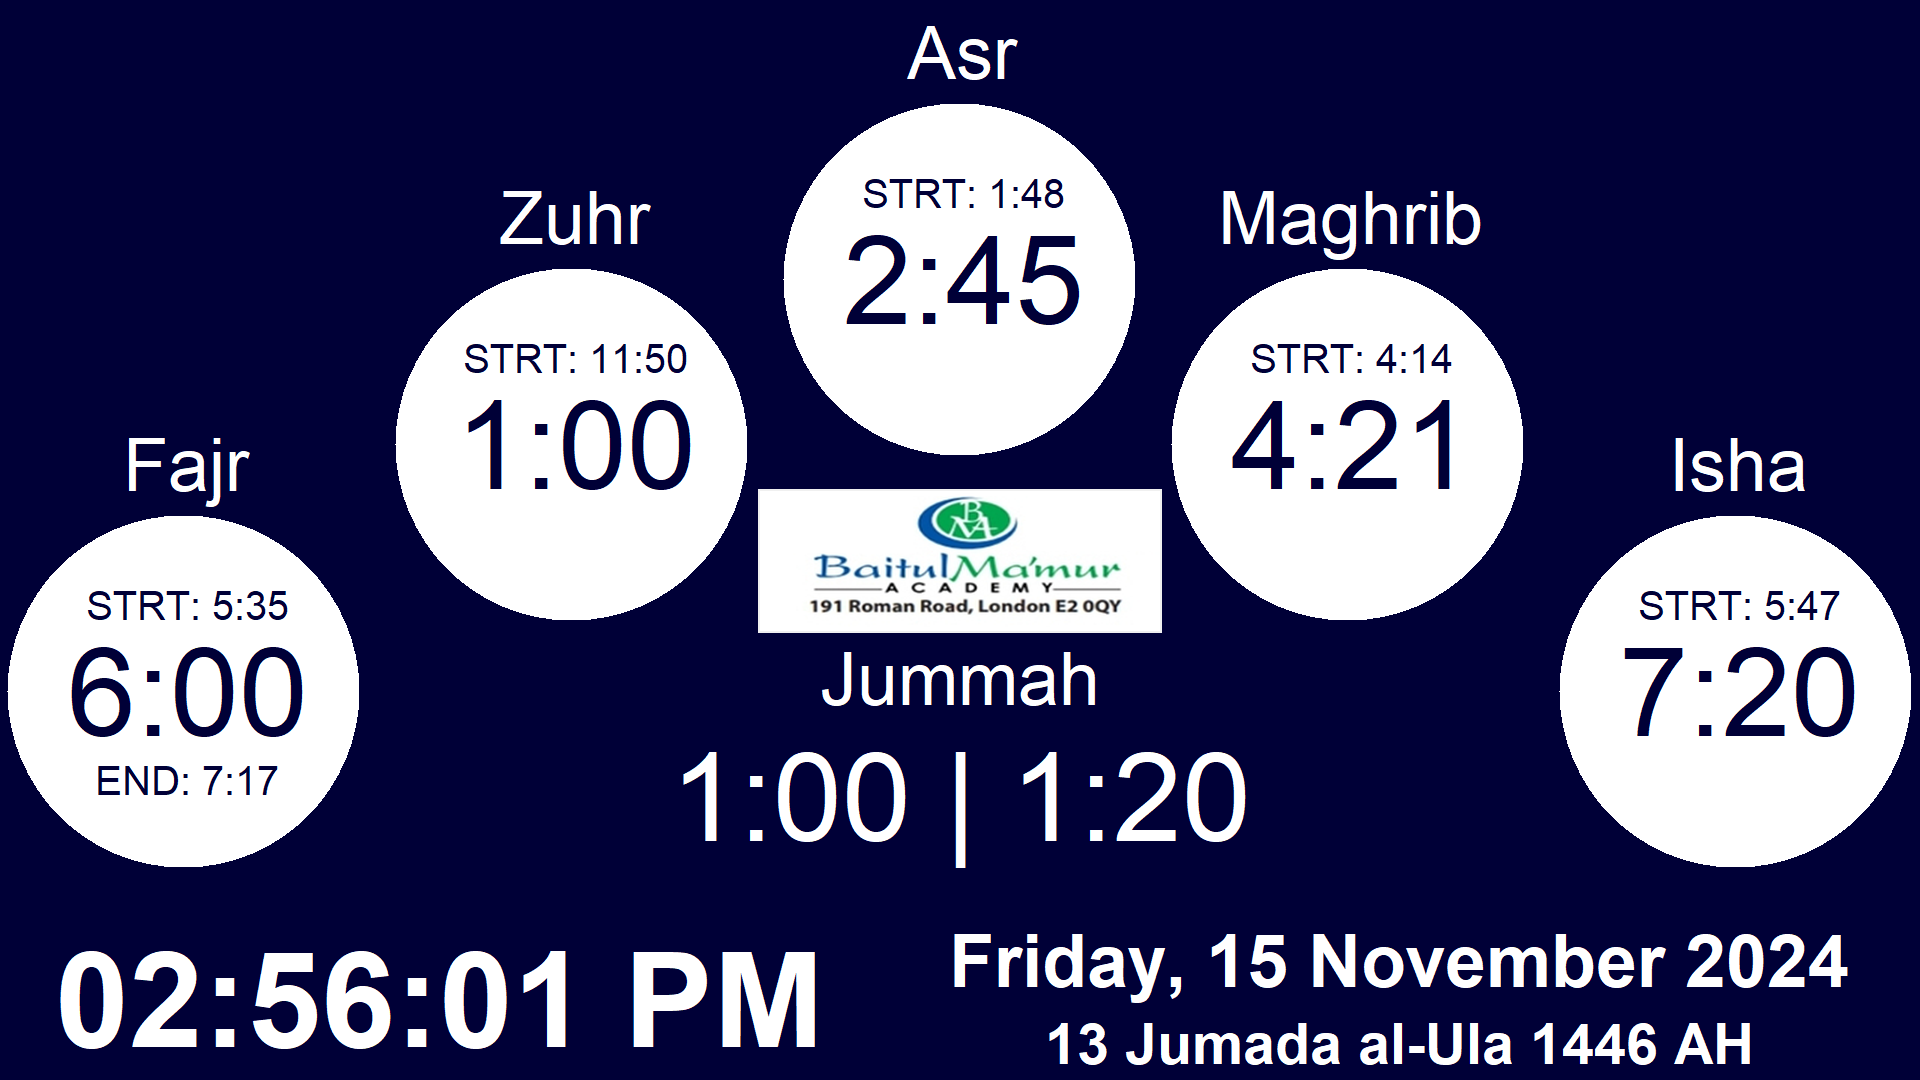 Fajr
STRT: 5:35
6:00
END: 7:17
Zuhr
STRT: 11:50
1:00
Asr
STRT: 1:48
2:45
Maghrib
STRT: 4:14
4:21
Isha
STRT: 5:47
7:20
BMA
BaitulMa'mur
ACADEMY
191 Roman Road, London E2 0QY
Jummah
1:00 | 1:20
02:56:01 PM
Friday, 15 November 2024
13 Jumada al-Ula 1446 AH